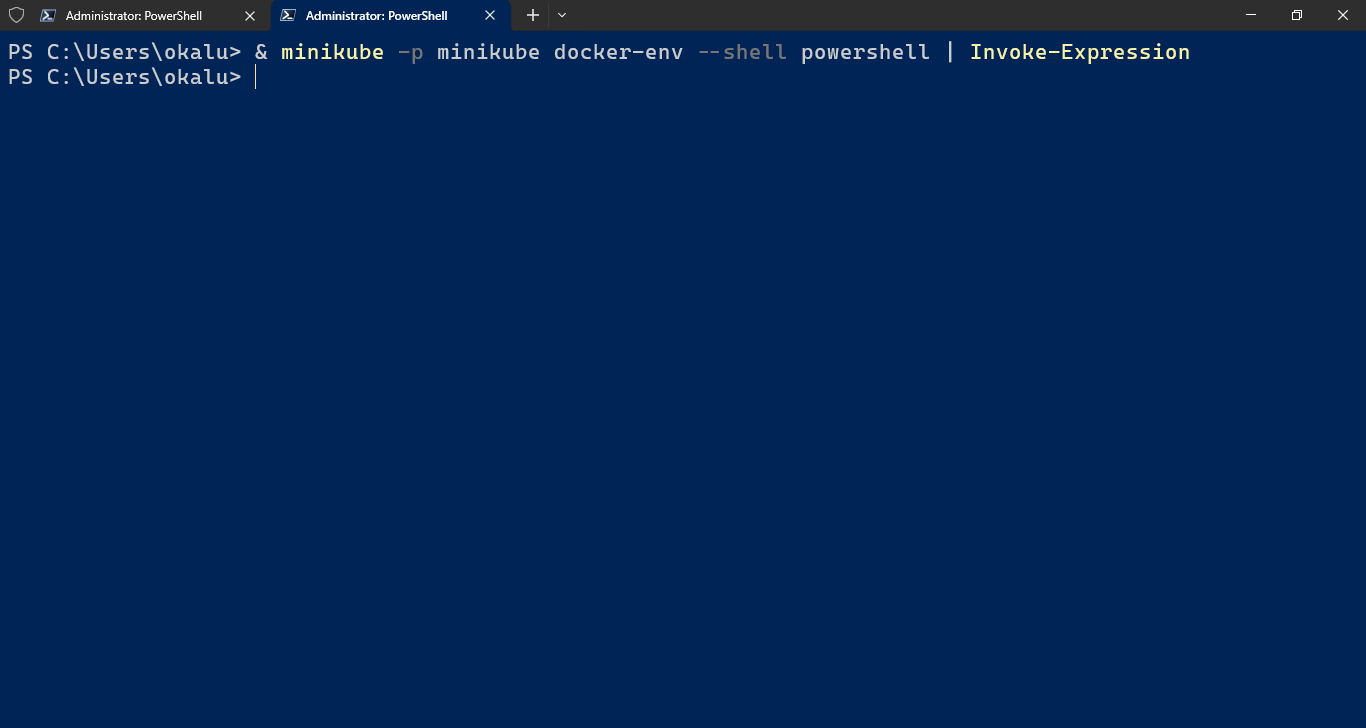 Administrator: PowerShell
Administrator: PowerShell
PS C:\Users\okalu> & minikube -p minikube docker-env --shell powershell | Invoke-Expression
PS C:\Users\okalu>